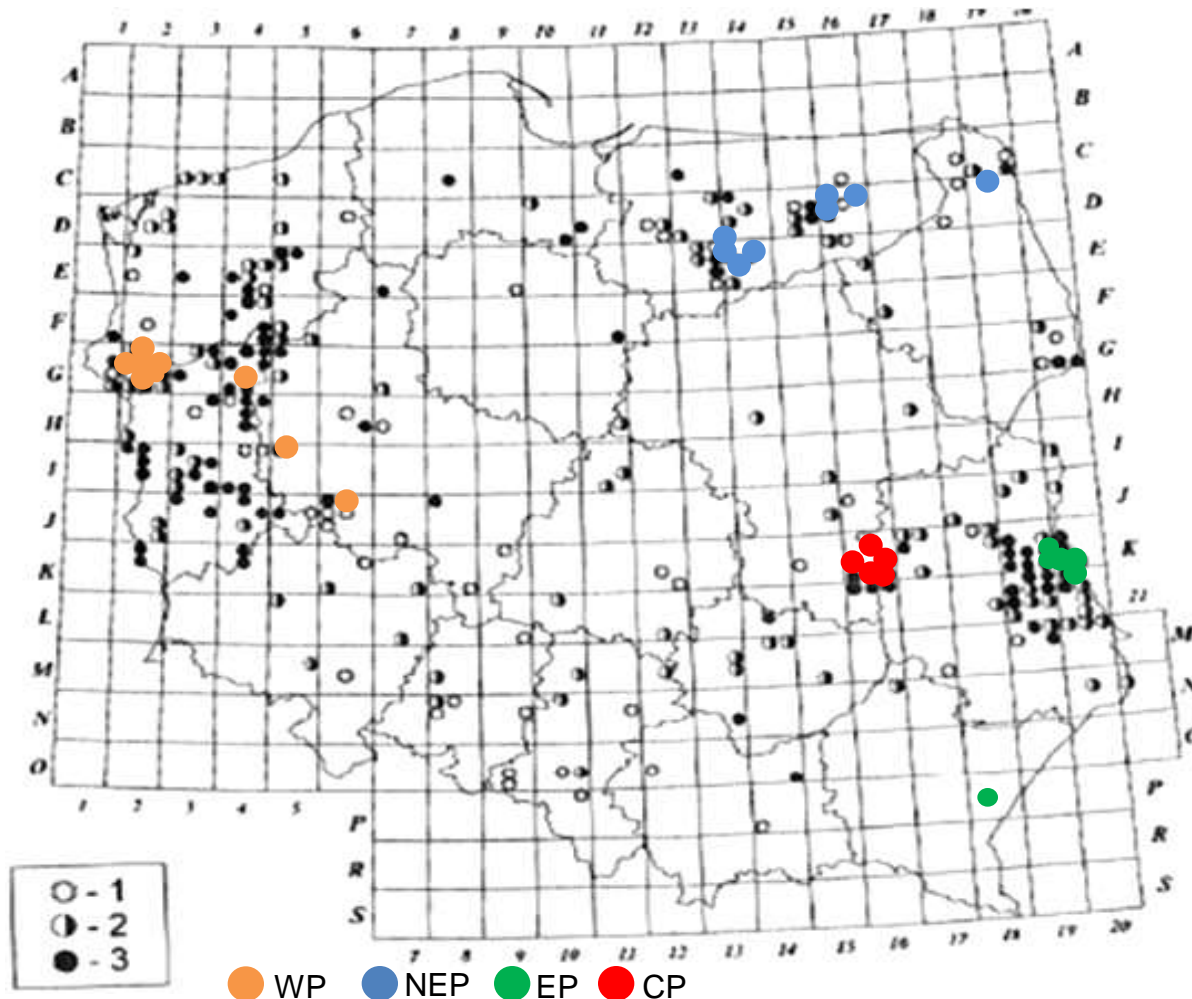 1 2 3 4 5 6 7 8 9 10 11 12 13 14 15 16 17 18 19 20
A A
B B
C C
D D
E E
F F
G G
H H
I I
J J
K K
L 21
M M
N N
O
P P
R R
S S
1 2 3 4 5
7 8 9 10 11 12 13 14 15 16 17 18 19 20
- 1
- 2
- 3
WP NEP EP CP